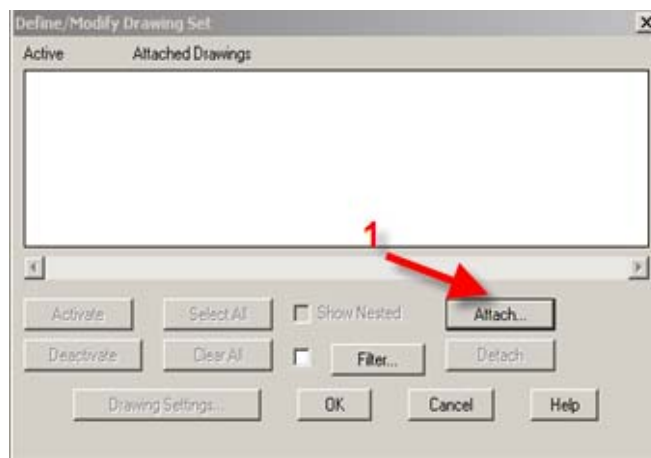 Define/Modify Drawing Set
Active Attached Drawings
1
Activate Select All Show Nested Attach...
Deactivate Clear All Filter... Detach
Drawing Settings... OK Cancel Help